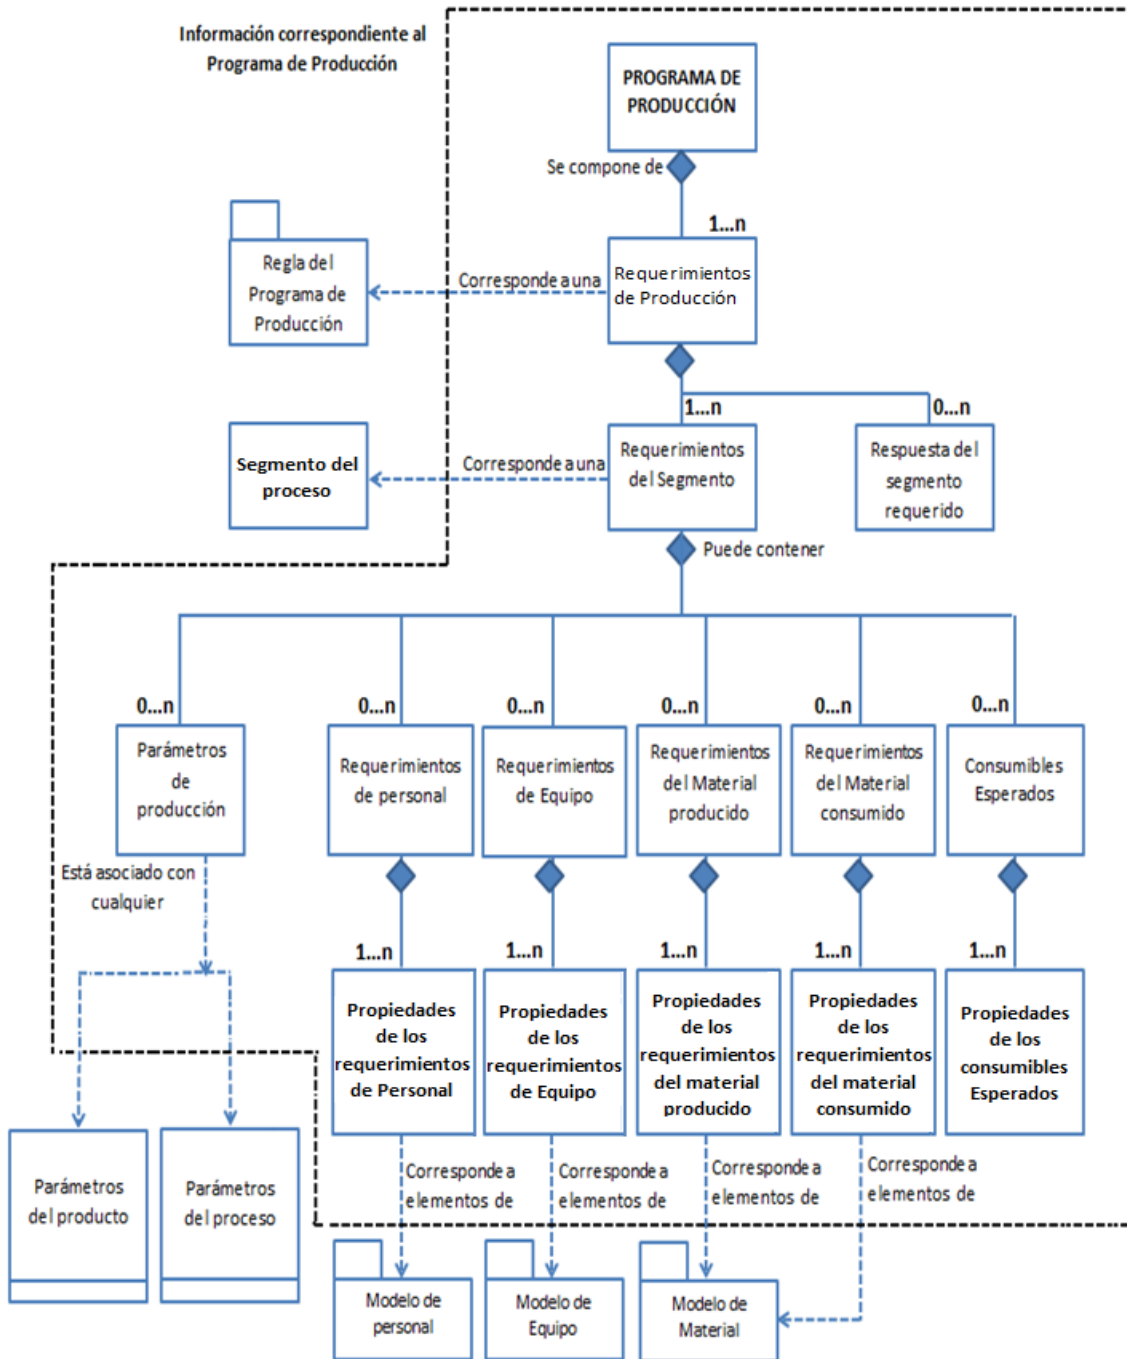 Información correspondiente al
Programa de Producción
PROGRAMA DE
PRODUCCIÓN
Se compone de
1...n
Regla del
Programa de
Producción
Corresponde a una
Requerimientos
de Producción
1...n
0...n
Segmento del
proceso
Corresponde a una
Requerimientos
del Segmento
Respuesta del
segmento
requerido
Puede contener
0...n
0...n
0...n
0...n
0...n
0...n
Parámetros
de
producción
Requerimientos
de personal
Requerimientos
de Equipo
Requerimientos
del Material
producido
Requerimientos
del Material
consumido
Consumibles
Esperados
Está asociado con
cualquier
1...n
1...n
1...n
1...n
1...n
Propiedades
de los
requerimientos
de Personal
Propiedades
de los
requerimientos
de Equipo
Propiedades
de los
requerimientos
del material
producido
Propiedades
de los
requerimientos
del material
consumido
Propiedades
de los
consumibles
Esperados
Parámetros
del producto
Parámetros
del proceso
Corresponde a
elementos de
Corresponde a
elementos de
Corresponde a
elementos de
Corresponde a
elementos de
Modelo de
personal
Modelo de
Equipo
Modelo de
Material